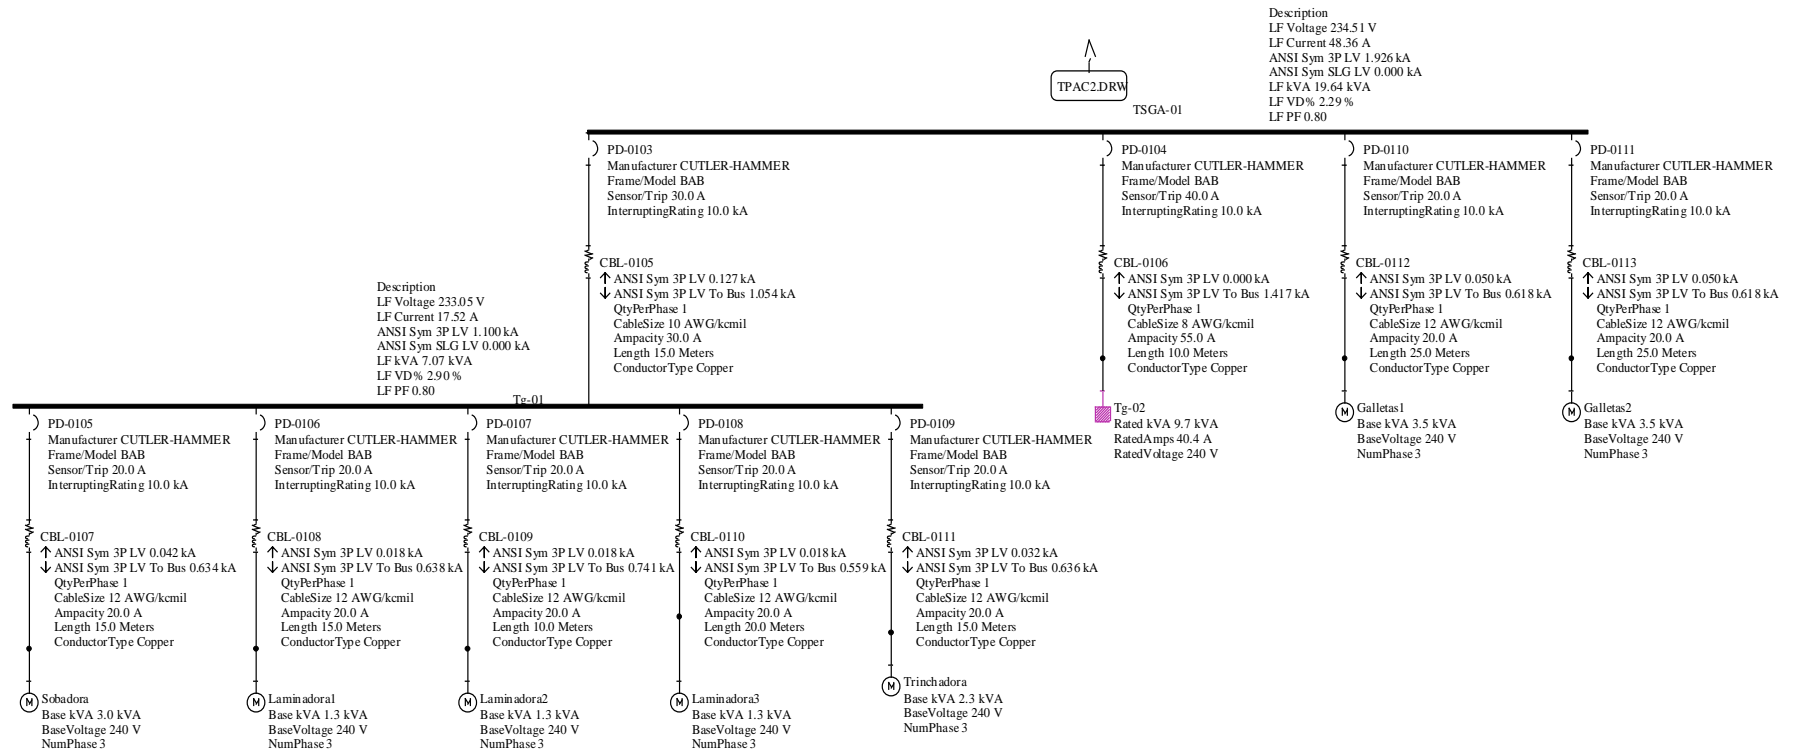 Description
LF Voltage 234.51 V
LF Current 48.36 A
ANSI Sym 3P LV 1.926 kA
ANSI Sym SLG LV 0.000 kA
LF kVA 19.64 kVA
LF VD% 2.29 %
LF PF 0.80
TPAC2.DRW
TSGA-01
PD-0103
Manufacturer CUTLER-HAMMER
Frame/Model BAB
Sensor/Trip 30.0 A
InterruptingRating 10.0 kA
PD-0104
Manufacturer CUTLER-HAMMER
Frame/Model BAB
Sensor/Trip 40.0 A
InterruptingRating 10.0 kA
PD-0110
Manufacturer CUTLER-HAMMER
Frame/Model BAB
Sensor/Trip 20.0 A
InterruptingRating 10.0 kA
PD-0111
Manufacturer CUTLER-HAMMER
Frame/Model BAB
Sensor/Trip 20.0 A
InterruptingRating 10.0 kA
CBL-0105
ANSI Sym 3P LV 0.127 kA
ANSI Sym 3P LV To Bus 1.054 kA
QtyPerPhase 1
CableSize 10 AWG/kcmil
Ampacity 30.0 A
Length 15.0 Meters
ConductorType Copper
CBL-0106
ANSI Sym 3P LV 0.000 kA
ANSI Sym 3P LV To Bus 1.417 kA
QtyPerPhase 1
CableSize 8 AWG/kcmil
Ampacity 55.0 A
Length 10.0 Meters
ConductorType Copper
CBL-0112
ANSI Sym 3P LV 0.050 kA
ANSI Sym 3P LV To Bus 0.618 kA
QtyPerPhase 1
CableSize 12 AWG/kcmil
Ampacity 20.0 A
Length 25.0 Meters
ConductorType Copper
CBL-0113
ANSI Sym 3P LV 0.050 kA
ANSI Sym 3P LV To Bus 0.618 kA
QtyPerPhase 1
CableSize 12 AWG/kcmil
Ampacity 20.0 A
Length 25.0 Meters
ConductorType Copper
Description
LF Voltage 233.05 V
LF Current 17.52 A
ANSI Sym 3P LV 1.100 kA
ANSI Sym SLG LV 0.000 kA
LF kVA 7.07 kVA
LF VD% 2.90 %
LF PF 0.80
Tg-01
Tg-02
Rated kVA 9.7 kVA
RatedAmps 40.4 A
RatedVoltage 240 V
M
Galletas1
Base kVA 3.5 kVA
BaseVoltage 240 V
NumPhase 3
M
Galletas2
Base kVA 3.5 kVA
BaseVoltage 240 V
NumPhase 3
PD-0105
Manufacturer CUTLER-HAMMER
Frame/Model BAB
Sensor/Trip 20.0 A
InterruptingRating 10.0 kA
PD-0106
Manufacturer CUTLER-HAMMER
Frame/Model BAB
Sensor/Trip 20.0 A
InterruptingRating 10.0 kA
PD-0107
Manufacturer CUTLER-HAMMER
Frame/Model BAB
Sensor/Trip 20.0 A
InterruptingRating 10.0 kA
PD-0108
Manufacturer CUTLER-HAMMER
Frame/Model BAB
Sensor/Trip 20.0 A
InterruptingRating 10.0 kA
PD-0109
Manufacturer CUTLER-HAMMER
Frame/Model BAB
Sensor/Trip 20.0 A
InterruptingRating 10.0 kA
CBL-0107
ANSI Sym 3P LV 0.042 kA
ANSI Sym 3P LV To Bus 0.634 kA
QtyPerPhase 1
CableSize 12 AWG/kcmil
Ampacity 20.0 A
Length 15.0 Meters
ConductorType Copper
CBL-0108
ANSI Sym 3P LV 0.018 kA
ANSI Sym 3P LV To Bus 0.638 kA
QtyPerPhase 1
CableSize 12 AWG/kcmil
Ampacity 20.0 A
Length 15.0 Meters
ConductorType Copper
CBL-0109
ANSI Sym 3P LV 0.018 kA
ANSI Sym 3P LV To Bus 0.741 kA
QtyPerPhase 1
CableSize 12 AWG/kcmil
Ampacity 20.0 A
Length 10.0 Meters
ConductorType Copper
CBL-0110
ANSI Sym 3P LV 0.018 kA
ANSI Sym 3P LV To Bus 0.559 kA
QtyPerPhase 1
CableSize 12 AWG/kcmil
Ampacity 20.0 A
Length 20.0 Meters
ConductorType Copper
CBL-0111
ANSI Sym 3P LV 0.032 kA
ANSI Sym 3P LV To Bus 0.636 kA
QtyPerPhase 1
CableSize 12 AWG/kcmil
Ampacity 20.0 A
Length 15.0 Meters
ConductorType Copper
M
Sobadora
Base kVA 3.0 kVA
BaseVoltage 240 V
NumPhase 3
M
Laminadora1
Base kVA 1.3 kVA
BaseVoltage 240 V
NumPhase 3
M
Laminadora2
Base kVA 1.3 kVA
BaseVoltage 240 V
NumPhase 3
M
Laminadora3
Base kVA 1.3 kVA
BaseVoltage 240 V
NumPhase 3
M
Trinchadora
Base kVA 2.3 kVA
BaseVoltage 240 V
NumPhase 3